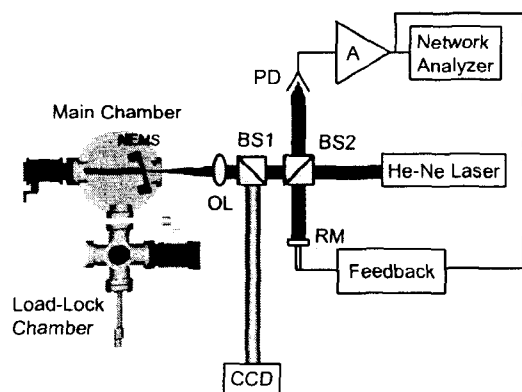 A
Network
Analyzer
PD
Main Chamber
NEMS
BS1
BS2
He-Ne Laser
OL
RM
Feedback
Load-Lock
Chamber
CCD